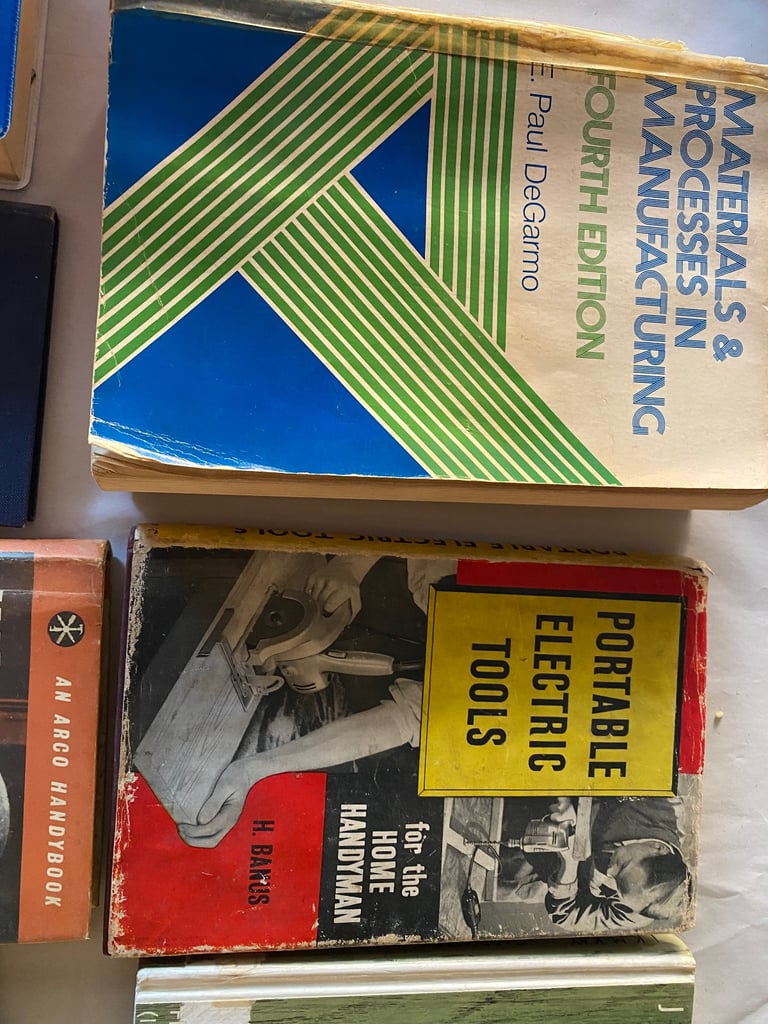 MATERIALS &
PROCESSES IN
MANUFACTURING
FOURTH EDITION
E. Paul DeGarmo
PORTABLE ELECTRIC TOOLS
PORTABLE
ELECTRIC
TOOLS
for the
HOME
HANDYMAN
H. BANUS
AN ARCO HANDYBOOK